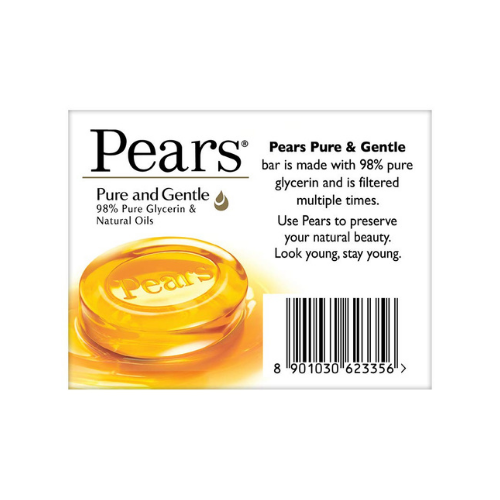 Pears®
Pure and Gentle
98% Pure Glycerin &
Natural Oils
Pears
Pears Pure & Gentle
bar is made with 98% pure
glycerin and is filtered
multiple times.
Use Pears to preserve
your natural beauty.
Look young, stay young.
8 901030 623356 >